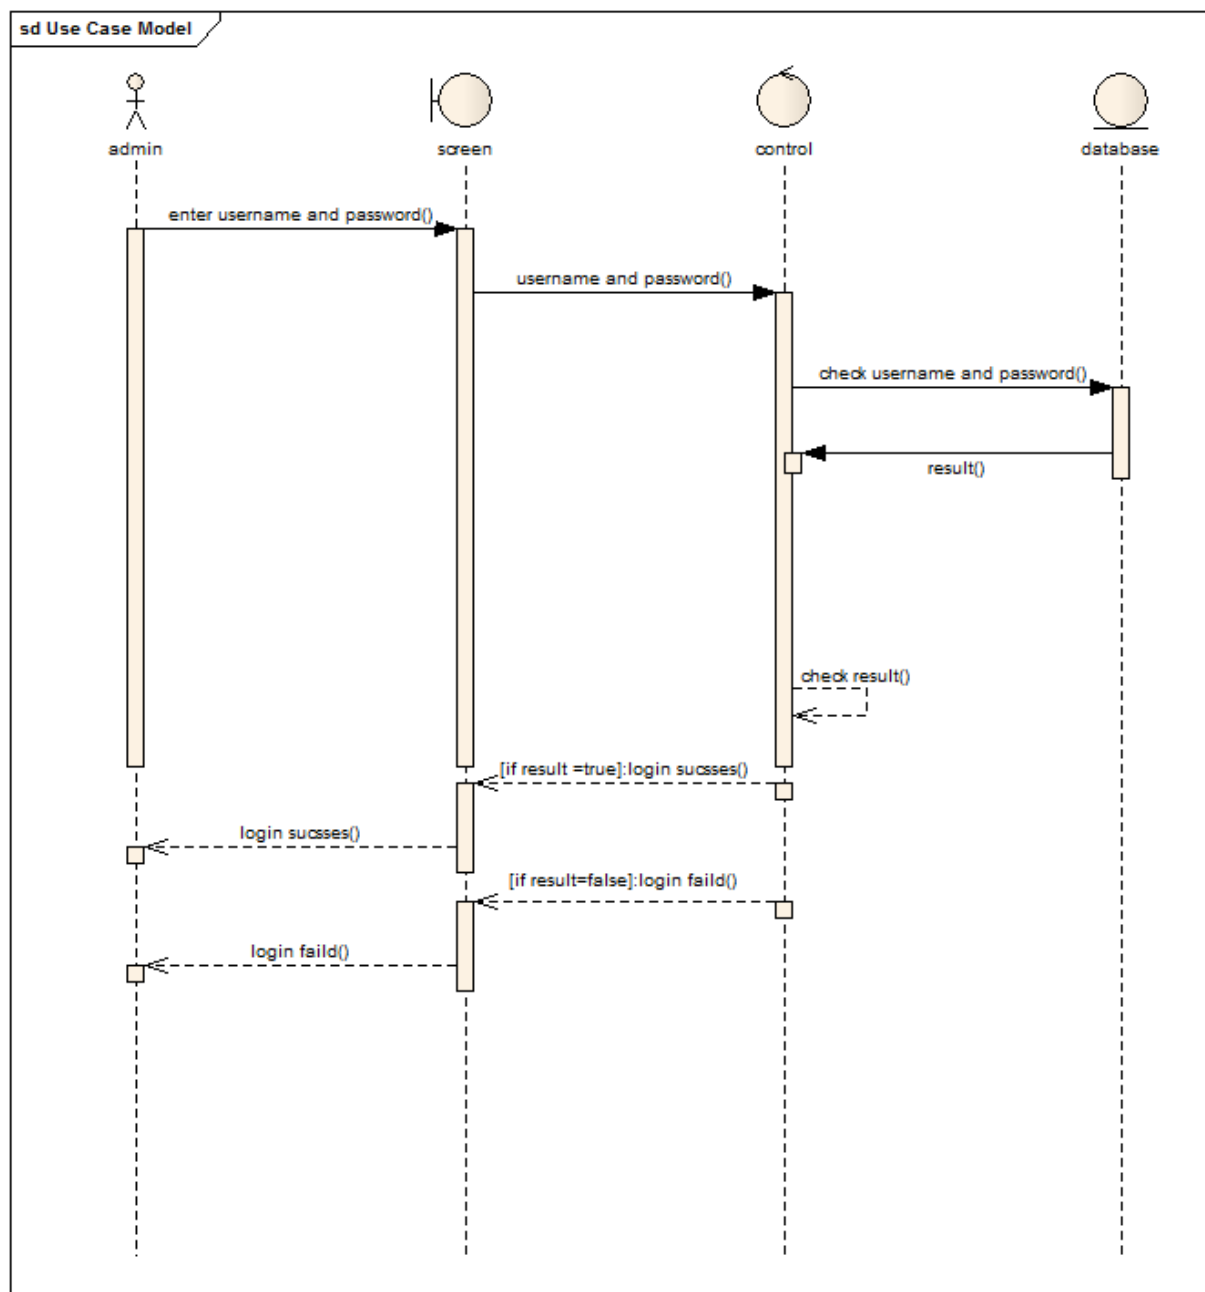 sd Use Case Model
admin
screen
control
database
enter username and password()
username and password()
check username and password()
result()
check result()
[if result =true]:login sucsses()
login sucsses()
[if result=false]:login faild()
login faild()